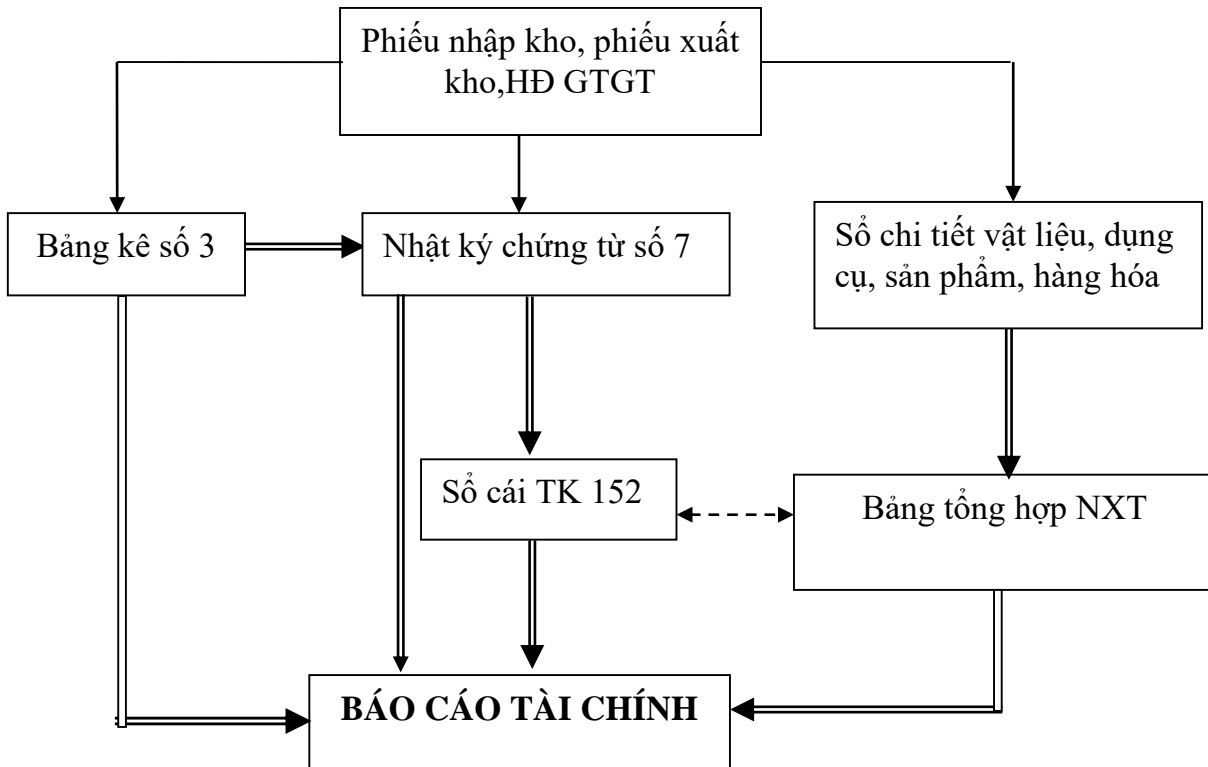 Phiếu nhập kho, phiếu xuất
kho,HĐ GTGT
Bảng kê số 3
Nhật ký chứng từ số 7
Sổ chi tiết vật liệu, dụng
cụ, sản phẩm, hàng hóa
Sổ cái TK 152
Bảng tổng hợp NXT
BÁO CÁO TÀI CHÍNH